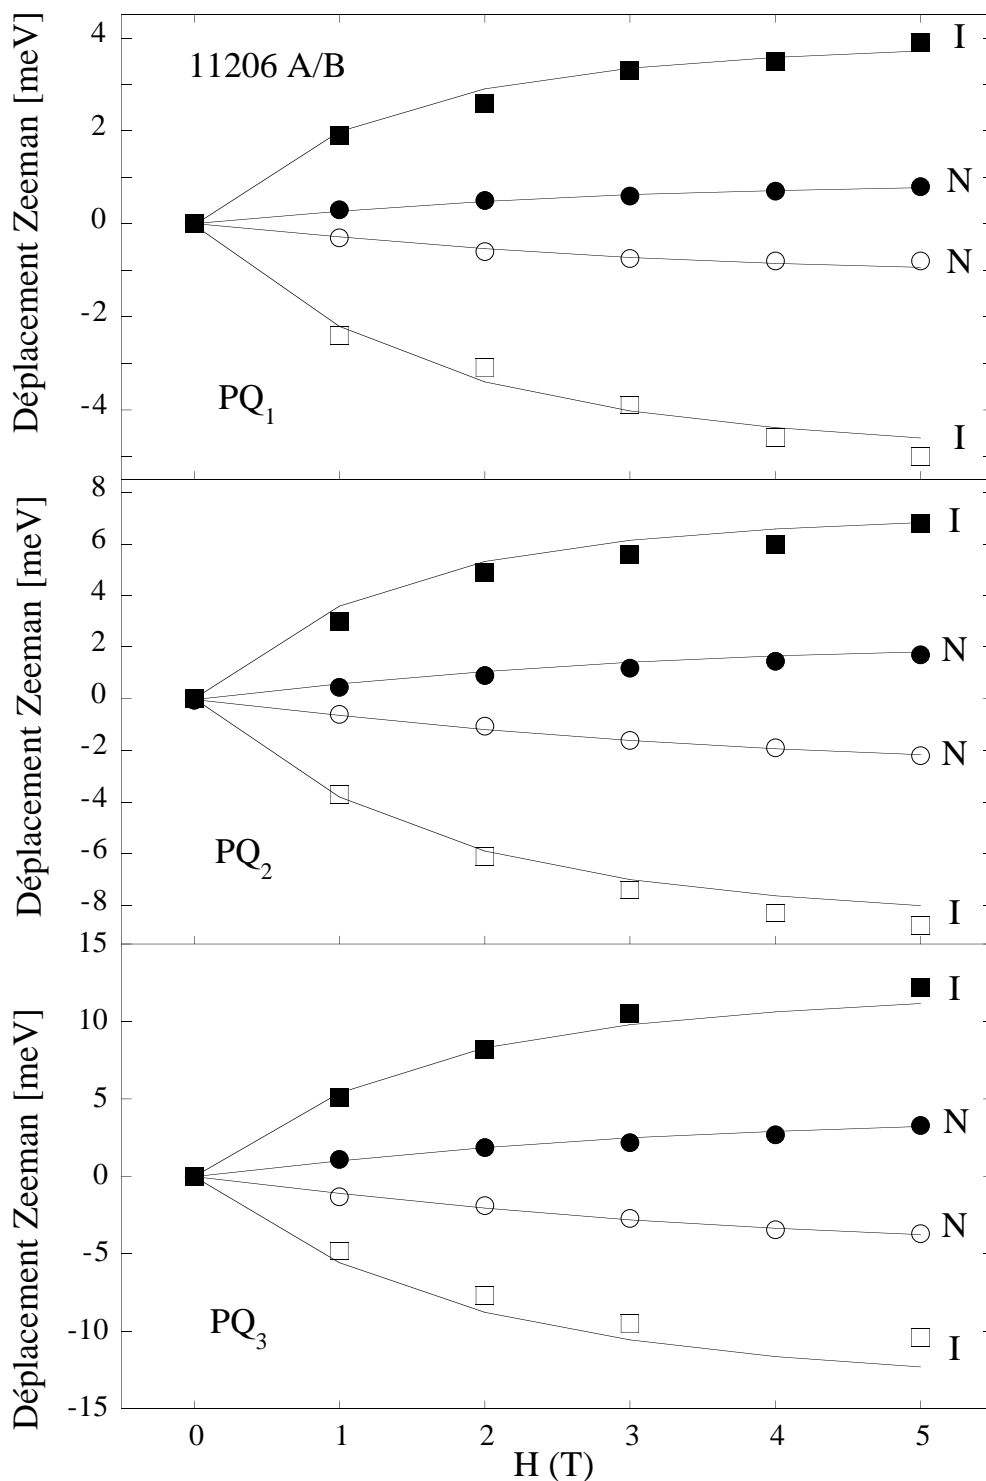 Déplacement Zeeman [meV]
11206 A/B
4
2
0
-2
-4
I
N
N
I
PQ1
Déplacement Zeeman [meV]
8
6
4
2
0
-2
-4
-6
-8
I
N
N
I
PQ2
Déplacement Zeeman [meV]
15
10
5
0
-5
-10
-15
I
N
N
I
PQ3
0 1 2 3 4 5
H (T)